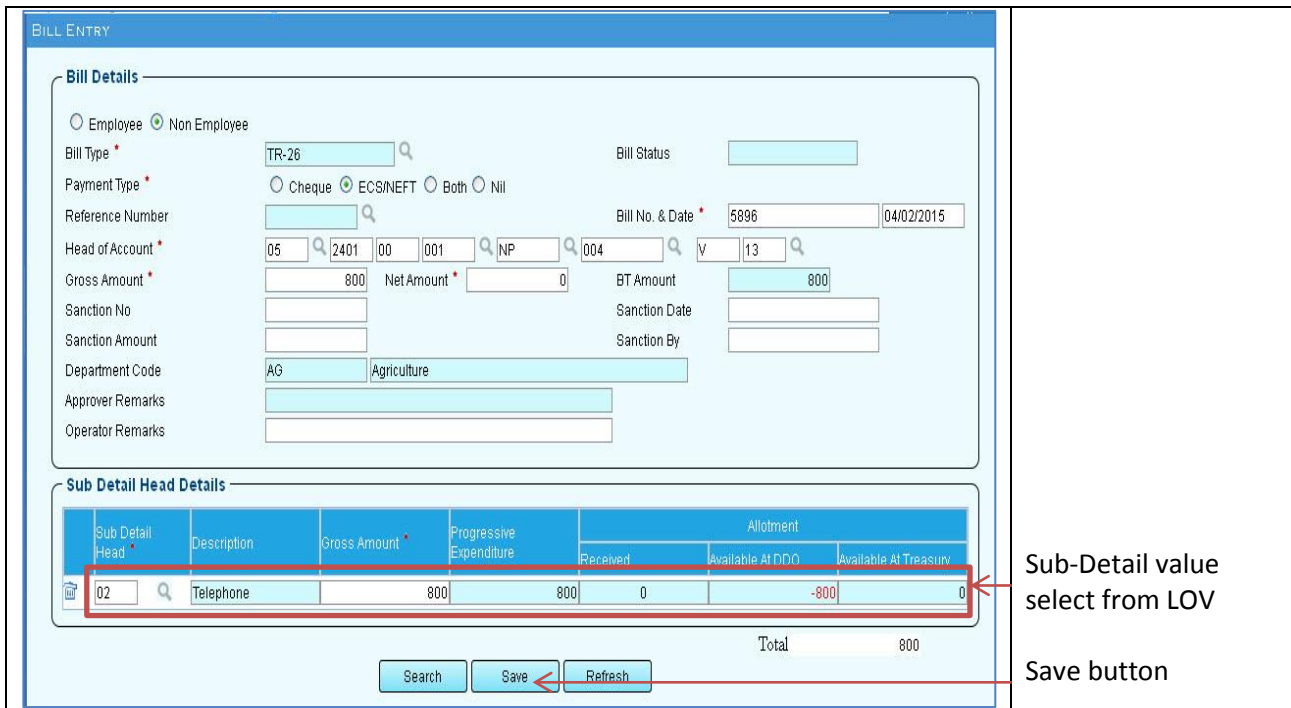 BILL ENTRY
Bill Details
Employee Non Employee
Bill Type * TR-26 Bill Status
Payment Type * Cheque ECS/NEFT Both Nil
Reference Number Bill No. & Date * 5896 04/02/2015
Head of Account * 05 2401 00 001 NP 004 V 13
Gross Amount * 800 Net Amount * 0 BT Amount 800
Sanction No Sanction Date
Sanction Amount Sanction By
Department Code AG Agriculture
Approver Remarks
Operator Remarks
Sub Detail Head Details
Sub Detail Head * Description Gross Amount * Progressive Expenditure Allotment
Received Available At DDO Available At Treasury
02 Telephone 800 800 0 -800 0
Total 800
Search Save Refresh
Sub-Detail value
select from LOV
Save button